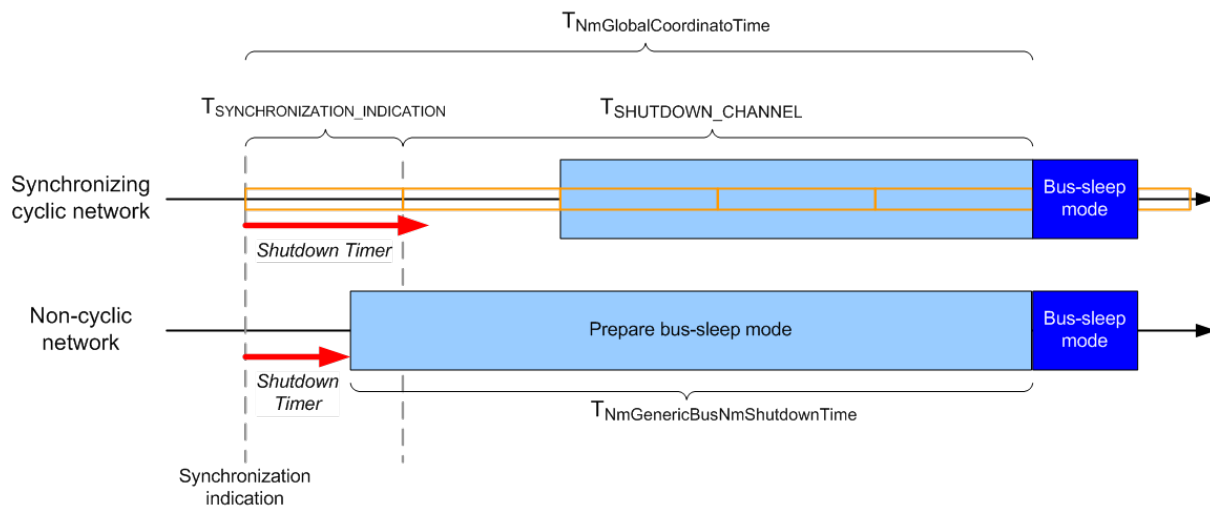 TNmGlobalCoordinatoTime
TSYNCHRONIZATION_INDICATION
TSHUTDOWN_CHANNEL
Synchronizing
cyclic network
Bus-sleep
mode
Shutdown Timer
Non-cyclic
network
Prepare bus-sleep mode
Bus-sleep
mode
Shutdown
Timer
TNmGenericBusNmShutdownTime
Synchronization
indication